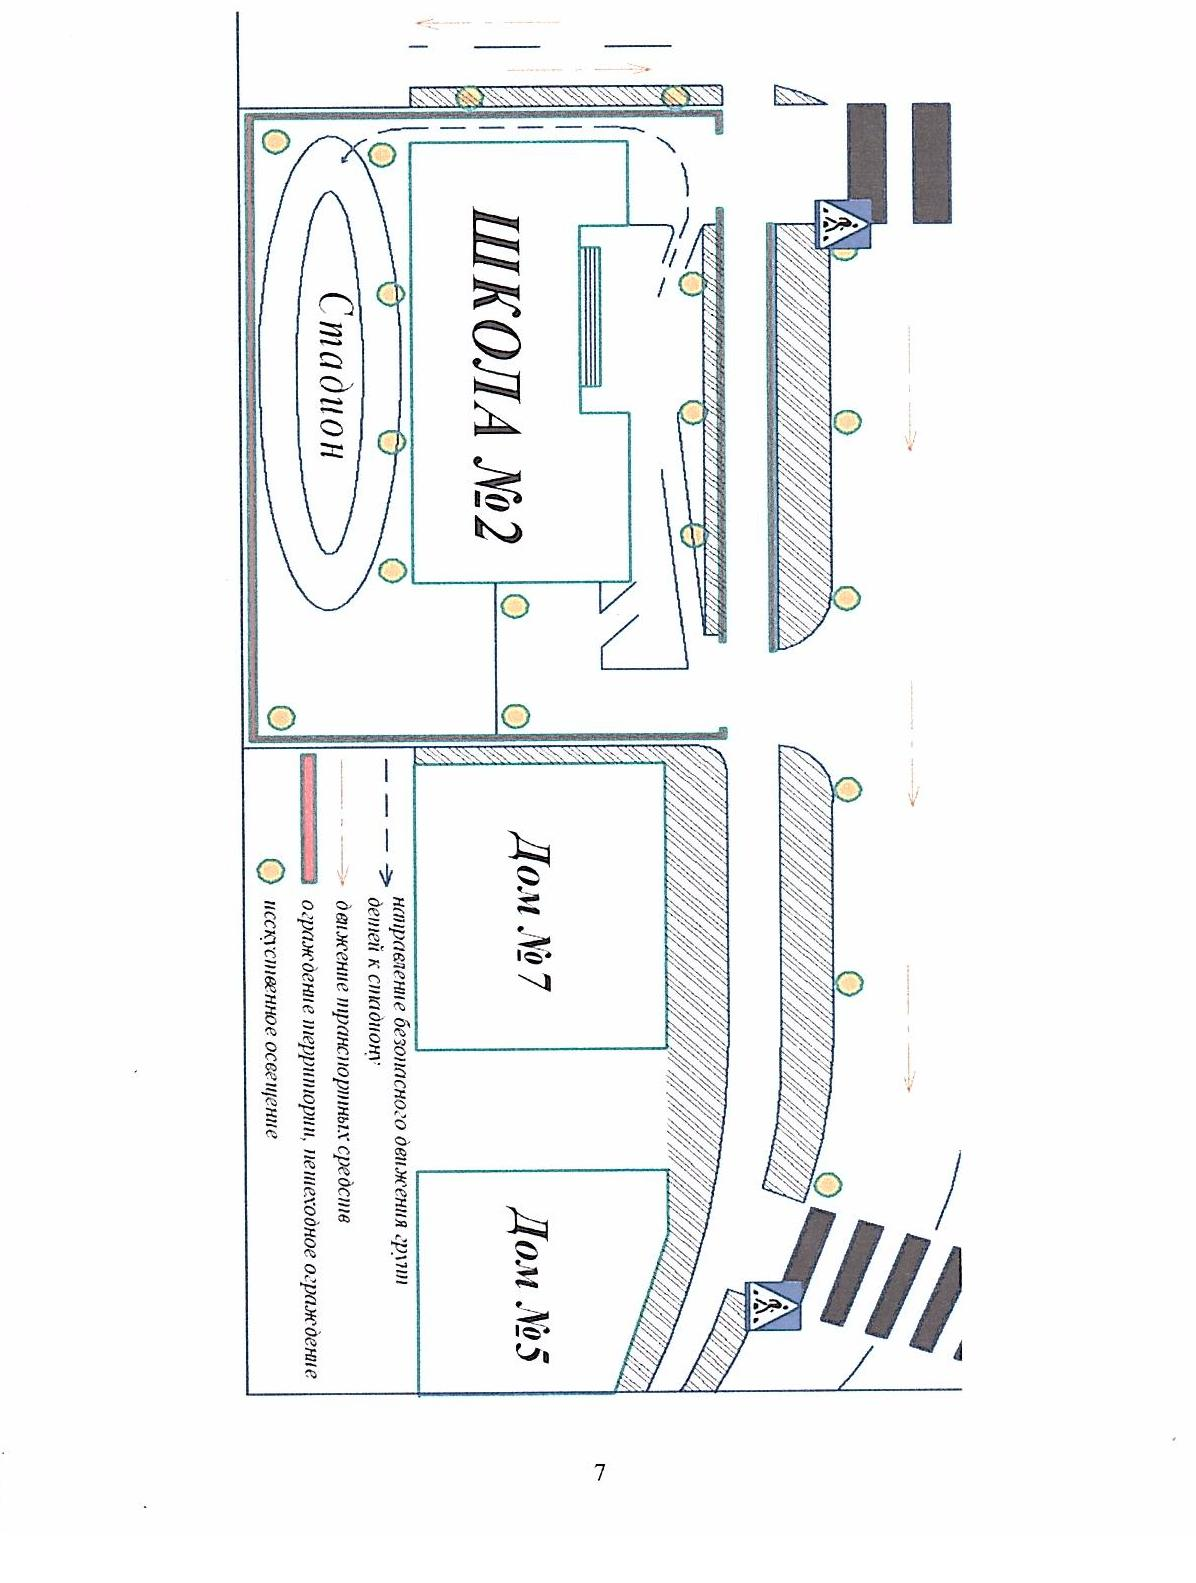 ШКОЛА №2
Стадион
Дом №7
Дом №5
направление безопасного движения групп
детей к стадиону
движение транспортных средств
ограждение территории, пешеходное ограждение
исскуственное освещение
7